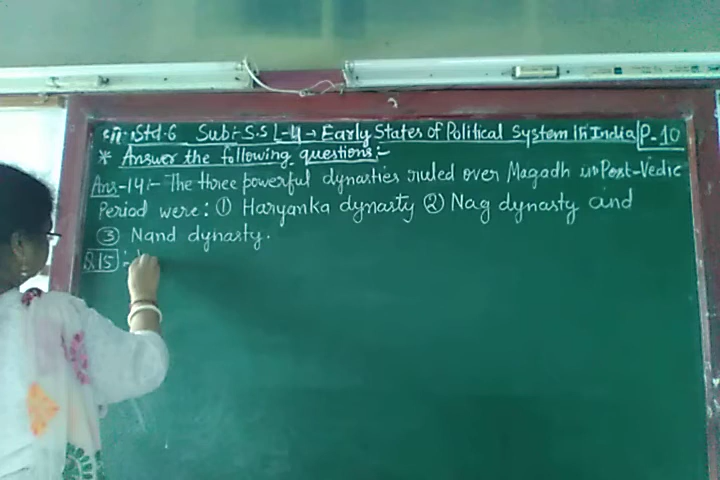 Std-6 Sub:- S.S L-4 → Early States of Political System in India P-10
* Answer the following questions:-
Ans-14:- The three powerful dynasties ruled over Magadh in Post-Vedic
Period were: ① Haryanka dynasty ② Nag dynasty and
③ Nand dynasty.
Q.15:-